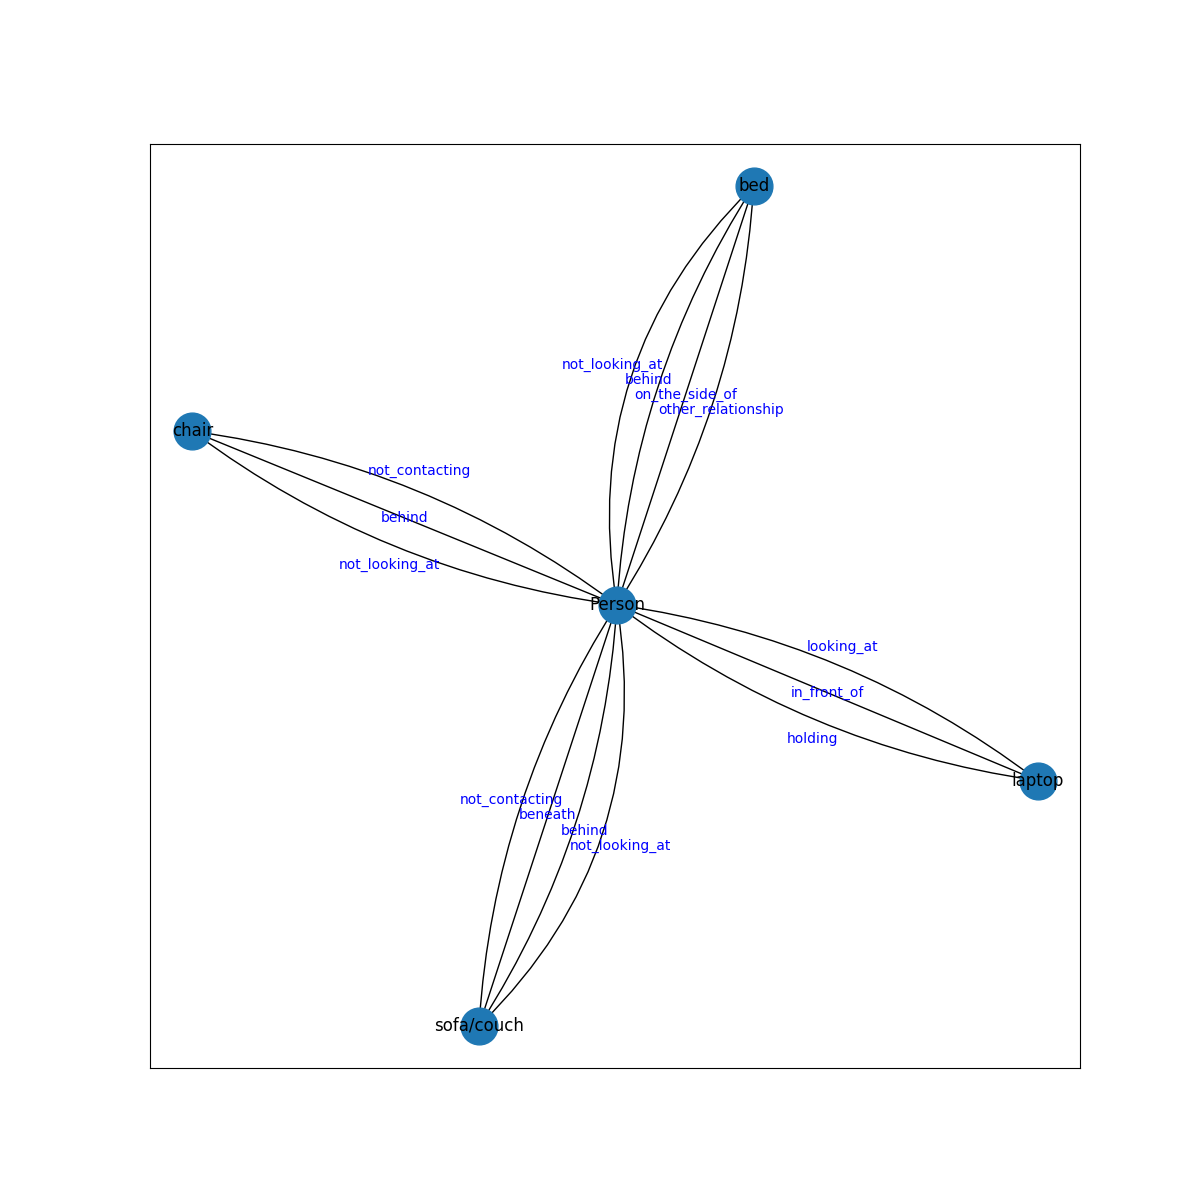 bed
not_looking_at
behind
on_the_side_of
other_relationship
chair
not_contacting
behind
not_looking_at
Person
looking_at
in_front_of
holding
laptop
not_contacting
beneath
behind
not_looking_at
sofa/couch